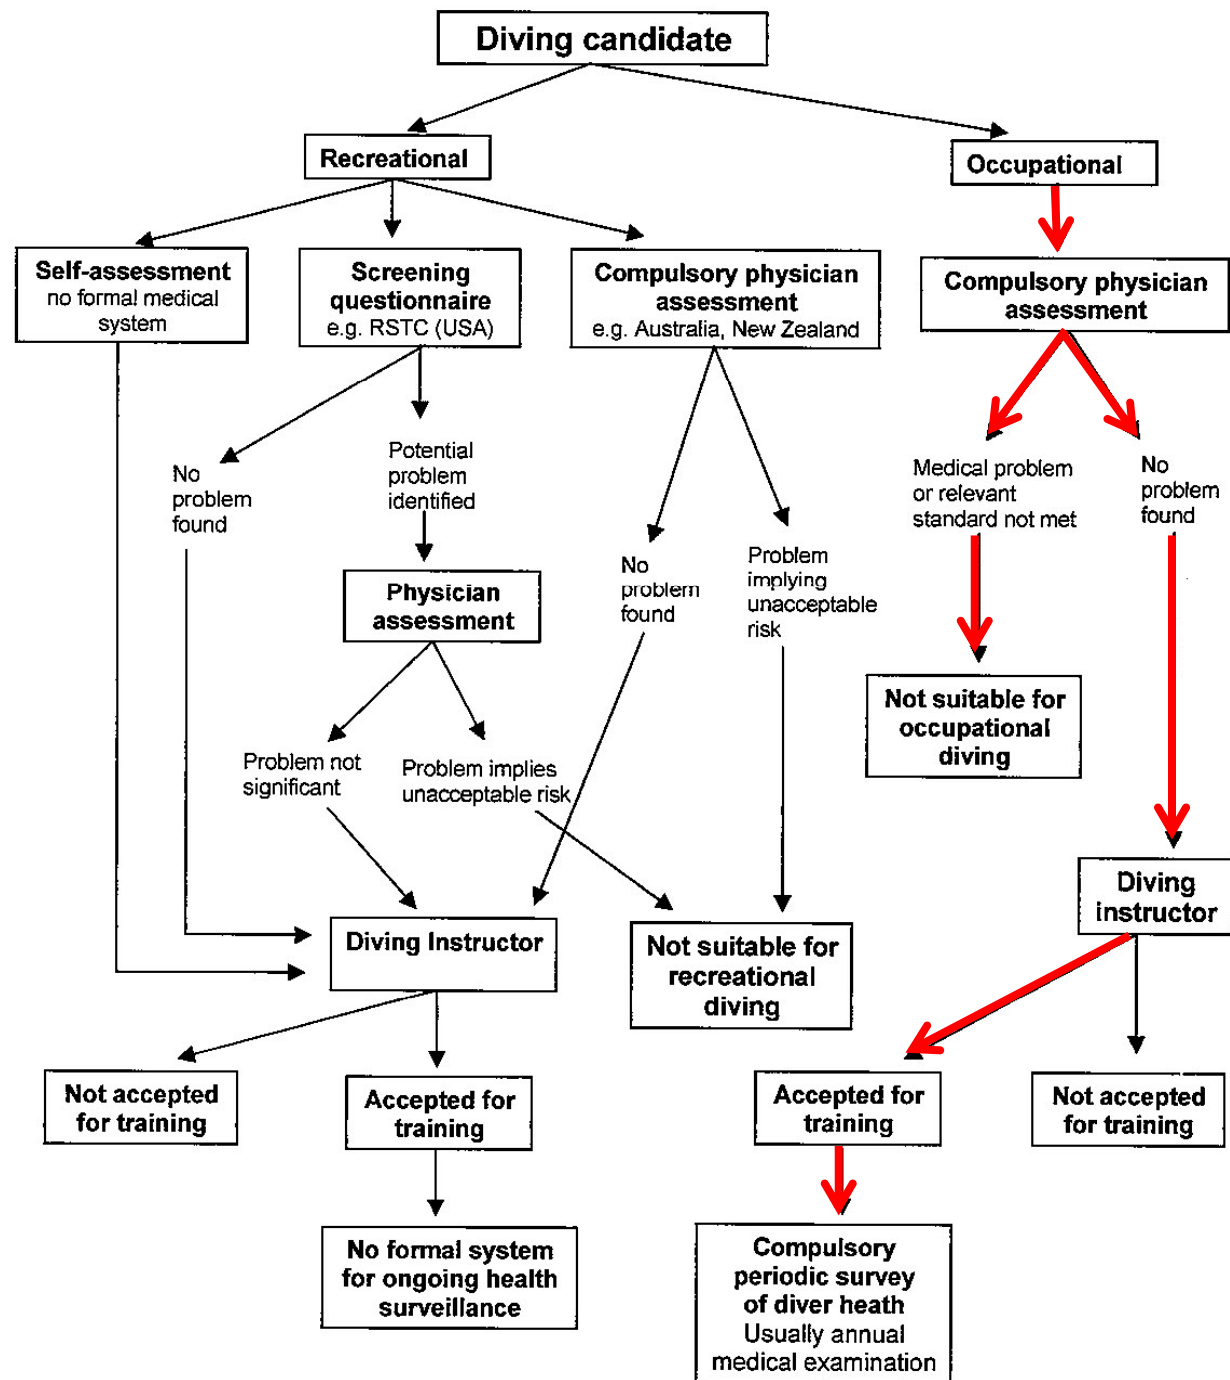 Diving candidate
Recreational
Occupational
Self-assessment
no formal medical
system
Screening
questionnaire
e.g. RSTC (USA)
Compulsory physician
assessment
e.g. Australia, New Zealand
Compulsory physician
assessment
No
problem
found
Potential
problem
identified
Medical problem
or relevant
standard not met
No
problem
found
No
problem
found
Problem
implying
unacceptable
risk
Physician
assessment
Not suitable for
occupational
diving
Problem not
significant
Problem implies
unacceptable risk
Diving
instructor
Diving Instructor
Not suitable for
recreational
diving
Not accepted
for training
Accepted for
training
Accepted for
training
Not accepted
for training
No formal system
for ongoing health
surveillance
Compulsory
periodic survey
of diver heath
Usually annual
medical examination